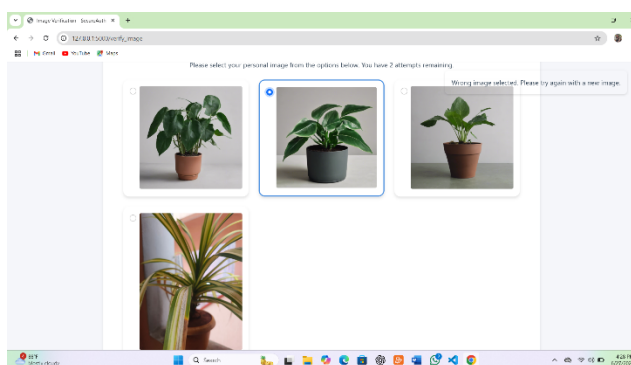 Image Verification - SecureAuth
127.0.0.1:5000/verify_image
Gmail YouTube Maps
Please select your personal image from the options below. You have 2 attempts remaining.
Wrong image selected. Please try again with a new image.
Search